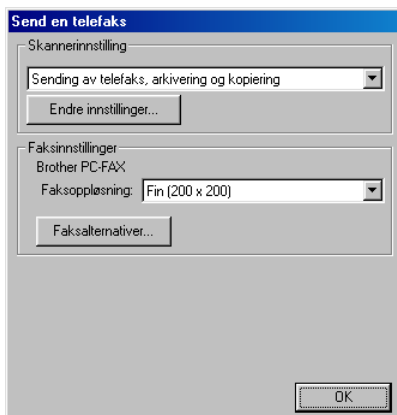 Send en telefaks
Skannerinnstilling
Sending av telefaks, arkivering og kopiering
Endre innstillinger...
Faksinnstillinger
Brother PC-FAX
Faksoppløsning: Fin (200 x 200)
Faksalternativer...
OK